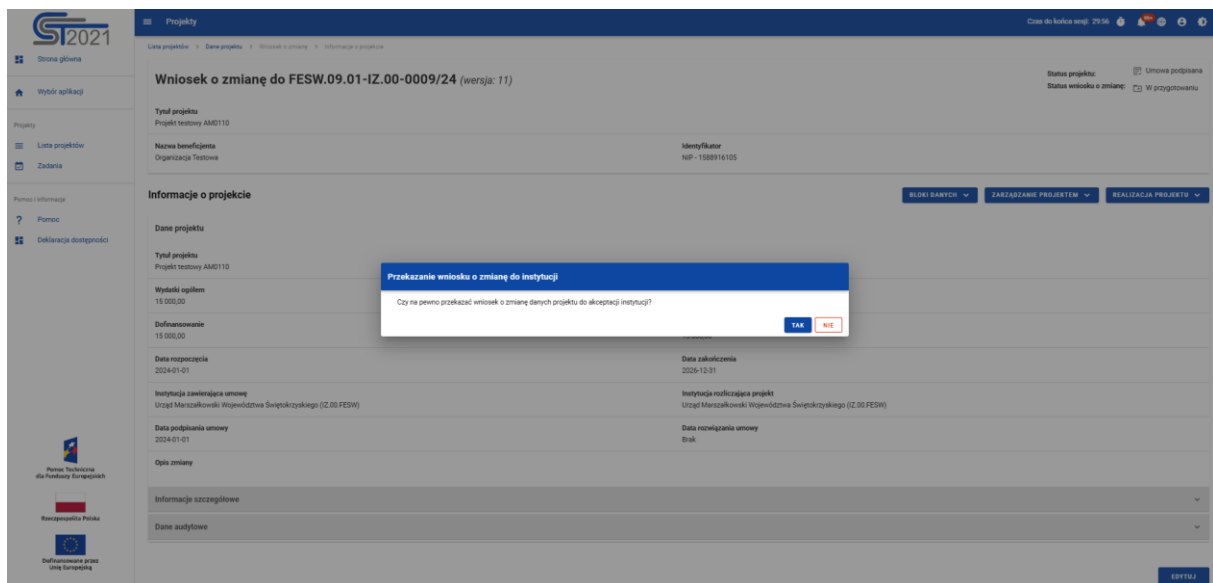 CST2021
Projekty
Czas do końca sesji: 29:56
Strona główna
Wybór aplikacji
Projekty
Lista projektów
Zadania
Pomoc i informacje
Pomoc
Deklaracja dostępności
Pomoc Techniczna
dla Funduszy Europejskich
Rzeczpospolita Polska
Dofinansowane przez
Unię Europejską
Lista projektów > Dane projektu > Wniosek o zmianę > Informacje o projekcie
Wniosek o zmianę do FESW.09.01-IZ.00-0009/24 (wersja: 11)
Status projektu: Umowa podpisana
Status wniosku o zmianę: W przygotowaniu
Tytuł projektu
Projekt testowy AM0110
Nazwa beneficjenta
Organizacja Testowa
Identyfikator
NIP - 1588916105
Informacje o projekcie
BLOKI DANYCH
ZARZĄDZANIE PROJEKTEM
REALIZACJA PROJEKTU
Dane projektu
Tytuł projektu
Projekt testowy AM0110
Wydatki ogółem
15 000,00
Dofinansowanie
15 000,00
Przekazanie wniosku o zmianę do instytucji
Czy na pewno przekazać wniosek o zmianę danych projektu do akceptacji instytucji?
TAK
NIE
Data rozpoczęcia
2024-01-01
Data zakończenia
2026-12-31
Instytucja zawierająca umowę
Urząd Marszałkowski Województwa Świętokrzyskiego (IZ.00.FESW)
Instytucja rozliczająca projekt
Urząd Marszałkowski Województwa Świętokrzyskiego (IZ.00.FESW)
Data podpisania umowy
2024-01-01
Data rozwiązania umowy
Brak
Opis zmiany
Informacje szczegółowe
Dane audytowe
EDYTUJ